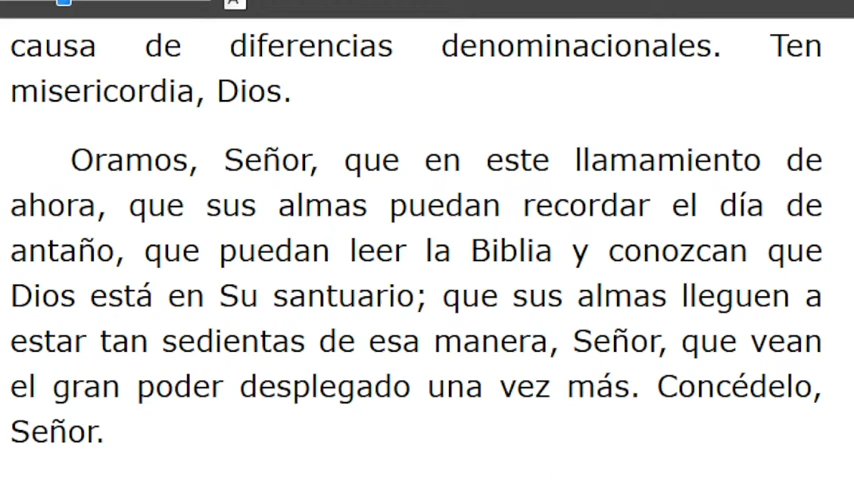 causa de diferencias denominacionales. Ten
misericordia, Dios.
Oramos, Señor, que en este llamamiento de
ahora, que sus almas puedan recordar el día de
antaño, que puedan leer la Biblia y conozcan que
Dios está en Su santuario; que sus almas lleguen a
estar tan sedientas de esa manera, Señor, que vean
el gran poder desplegado una vez más. Concédelo,
Señor.